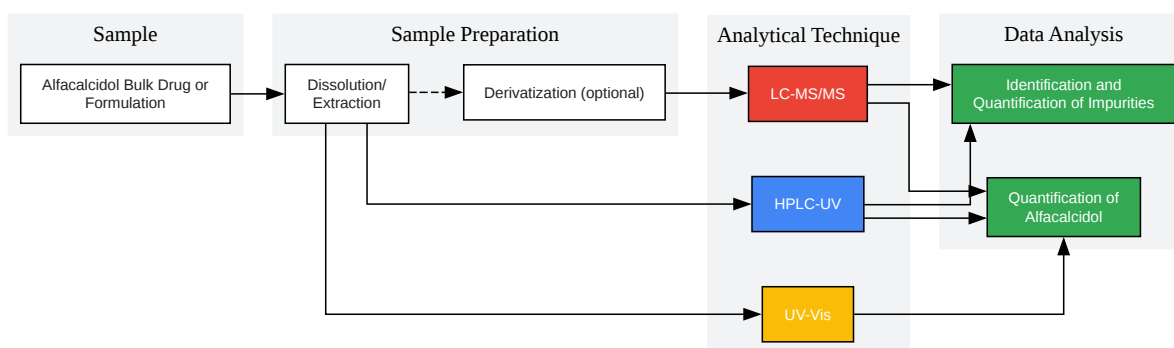 Sample
Sample Preparation
Analytical Technique
Data Analysis
Alfacalcidol Bulk Drug or
Formulation
Dissolution/
Extraction
Derivatization (optional)
LC-MS/MS
Identification and
Quantification of Impurities
HPLC-UV
Quantification of
Alfacalcidol
UV-Vis